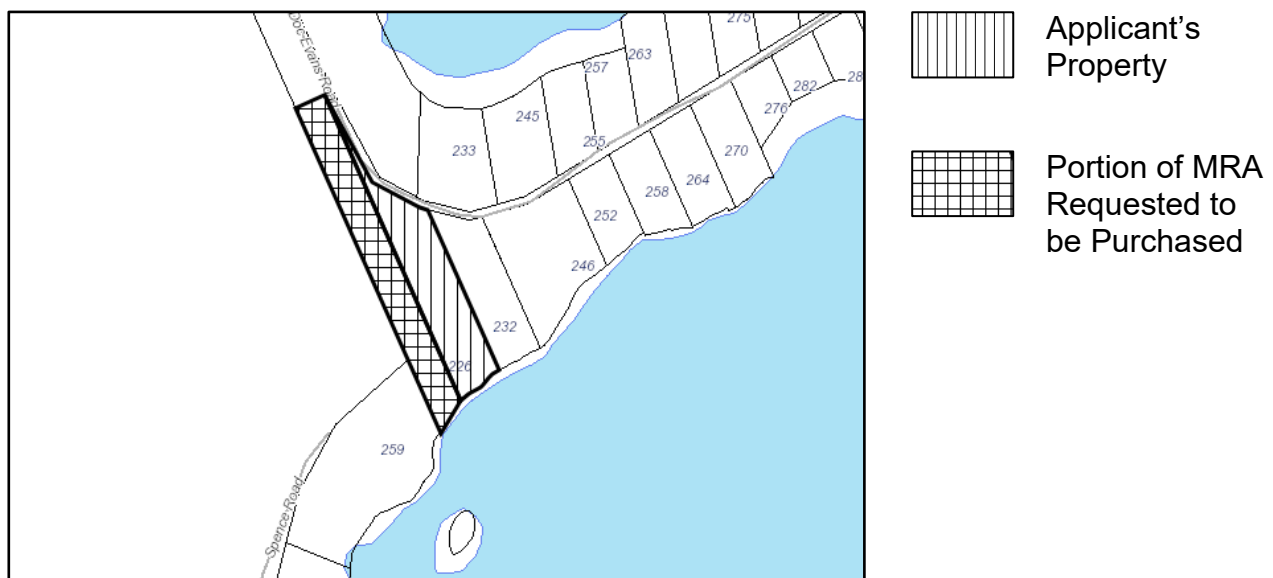 Doc Evans Road
275
263
257
282
28
245
276
255
233
270
264
258
252
246
232
226
259
Spence Road
Applicant's
Property
Portion of MRA
Requested to
be Purchased